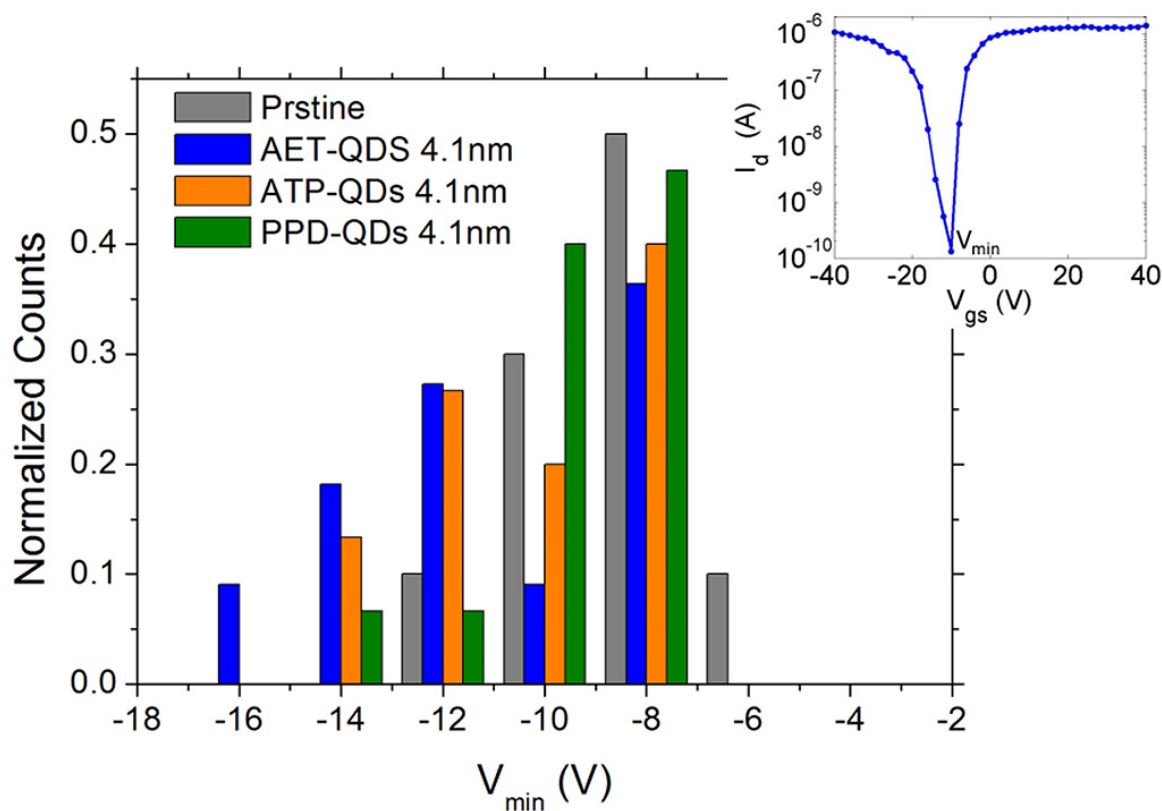 Prstine
AET-QDS 4.1nm
ATP-QDs 4.1nm
PPD-QDs 4.1nm
Normalized Counts
0.5
0.4
0.3
0.2
0.1
0.0
-18 -16 -14 -12 -10 -8 -6 -4 -2
V_min (V)
I_d (A)
10^-6
10^-7
10^-8
10^-9
10^-10
V_min
-40 -20 0 20 40
V_gs (V)